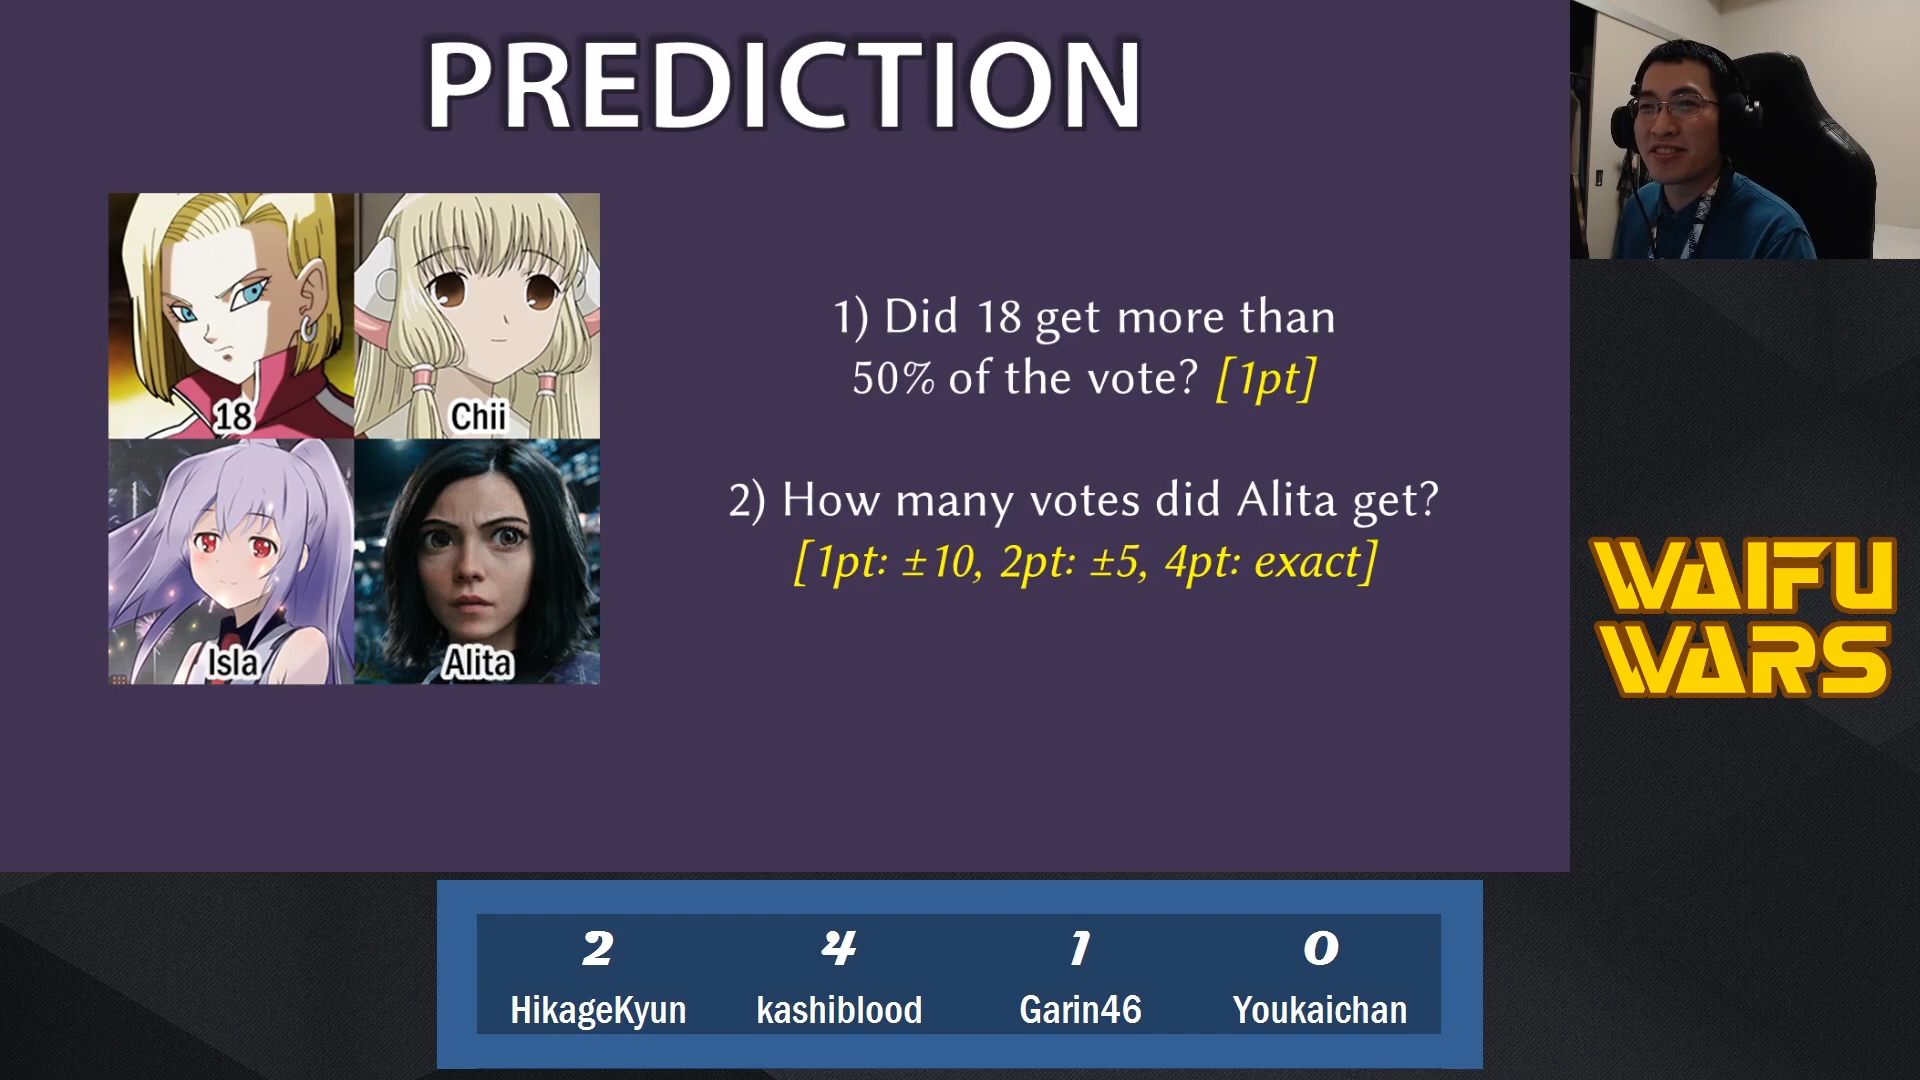 PREDICTION
18
Chii
Isla
Alita
1) Did 18 get more than
50% of the vote? [1pt]
2) How many votes did Alita get?
[1pt: ±10, 2pt: ±5, 4pt: exact]
WAIFU
WARS
2
4
1
0
HikageKyun
kashiblood
Garin46
Youkaichan